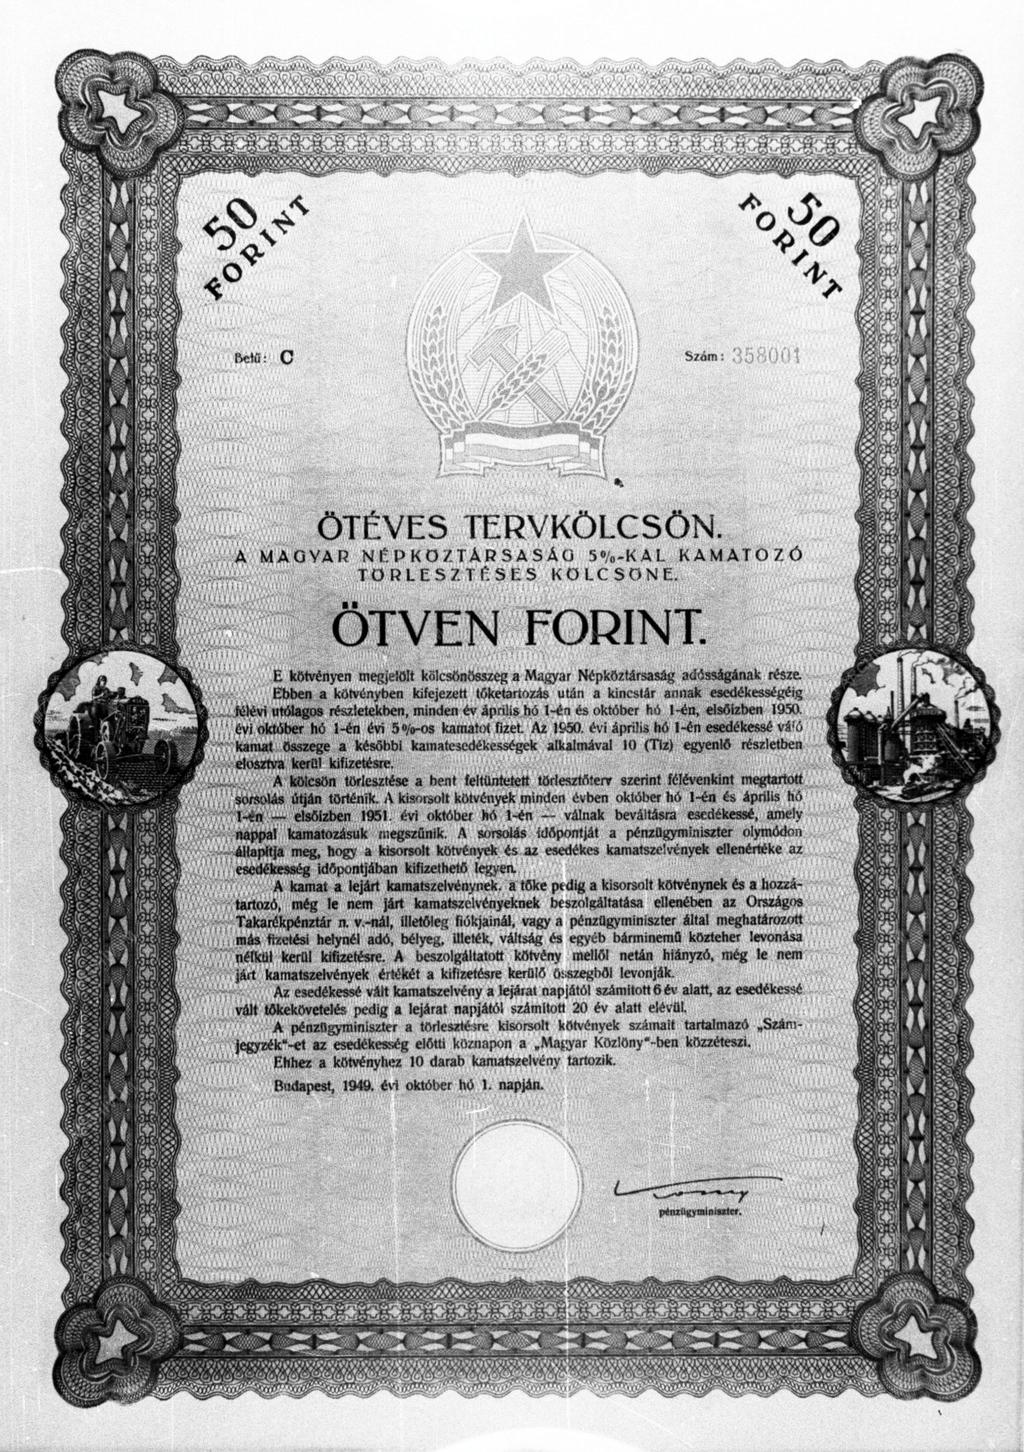 50 FORINT
50 FORINT
Betű: C
Szám: 358001
ÖTÉVES TERVKÖLCSÖN.
A MAGYAR NÉPKÖZTÁRSASÁG 5%-KAL KAMATOZÓ
TÖRLESZTÉSES KÖLCSÖNE.
ÖTVEN FORINT.
E kötvényen megjelölt kölcsönösszeg a Magyar Népköztársaság adósságának része.
Ebben a kötvényben kifejezett tőketartozás után a kincstár annak esedékességéig
félévi utólagos részletekben, minden év április hó 1-én és október hó 1-én, elsőizben 1950.
évi október hó 1-én évi 5%-os kamatot fizet. Az 1950. évi április hó 1-én esedékessé váló
kamat összege a későbbi kamatesedékességek alkalmával 10 (Tiz) egyenlő részletben
elosztva kerül kifizetésre.
A kölcsön törlesztése a bent feltüntetett törlesztőterv szerint félévenkint megtartott
sorsolás útján történik. A kisorsolt kötvények minden évben október hó 1-én és április hó
1-én — elsőizben 1951. évi október hó 1-én — válnak beváltásra esedékessé, amely
nappal kamatozásuk megszűnik. A sorsolás időpontját a pénzügyminiszter olymódon
állapítja meg, hogy a kisorsolt kötvények és az esedékes kamatszelvények ellenértéke az
esedékesség időpontjában kifizethető legyen.
A kamat a lejárt kamatszelvénynek, a tőke pedig a kisorsolt kötvénynek és a hozzá-
tartozó, még le nem járt kamatszelvényeknek beszolgáltatása ellenében az Országos
Takarékpénztár n. v.-nál, illetőleg fiókjainál, vagy a pénzügyminiszter által meghatározott
más fizetési helynél adó, bélyeg, illeték, váltság és egyéb bárminemű közteher levonása
nélkül kerül kifizetésre. A beszolgáltatott kötvény mellől netán hiányzó, még le nem
járt kamatszelvények értékét a kifizetésre kerülő összegből levonják.
Az esedékessé vált kamatszelvény a lejárat napjától számított 6 év alatt, az esedékessé
vált tőkekövetelés pedig a lejárat napjától számított 20 év alatt elévül.
A pénzügyminiszter a törlesztésre kisorsolt kötvények számait tartalmazó „Szám-
jegyzék"-et az esedékesség előtti köznapon a „Magyar Közlöny"-ben közzéteszi.
Ehhez a kötvényhez 10 darab kamatszelvény tartozik.
Budapest, 1949. évi október hó 1. napján.
pénzügyminiszter.